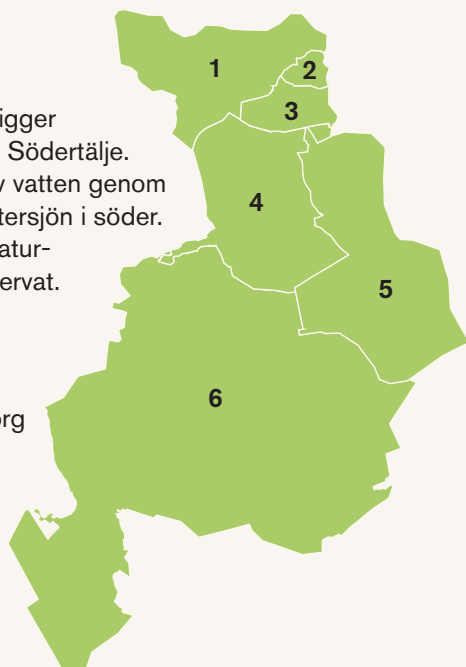 igger
Södertälje.
v vatten genom
tersjön i söder.
atur-
ervat.
org
1
2
3
4
5
6